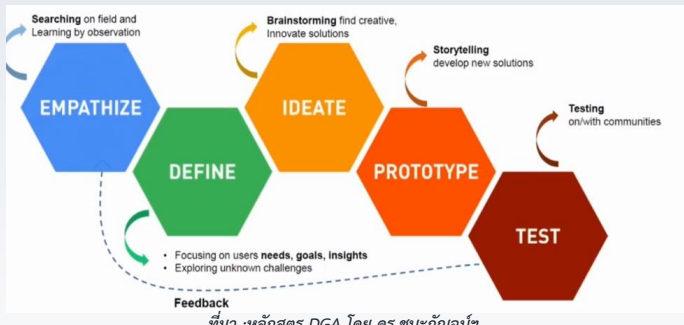 Searching on field and
Learning by observation
EMPATHIZE
DEFINE
• Focusing on users needs, goals, insights
• Exploring unknown challenges
Brainstorming find creative,
Innovate solutions
IDEATE
Storytelling
develop new solutions
PROTOTYPE
Testing
on/with communities
TEST
Feedback
ที่มา :หลักสูตร DGA โดย ดร.